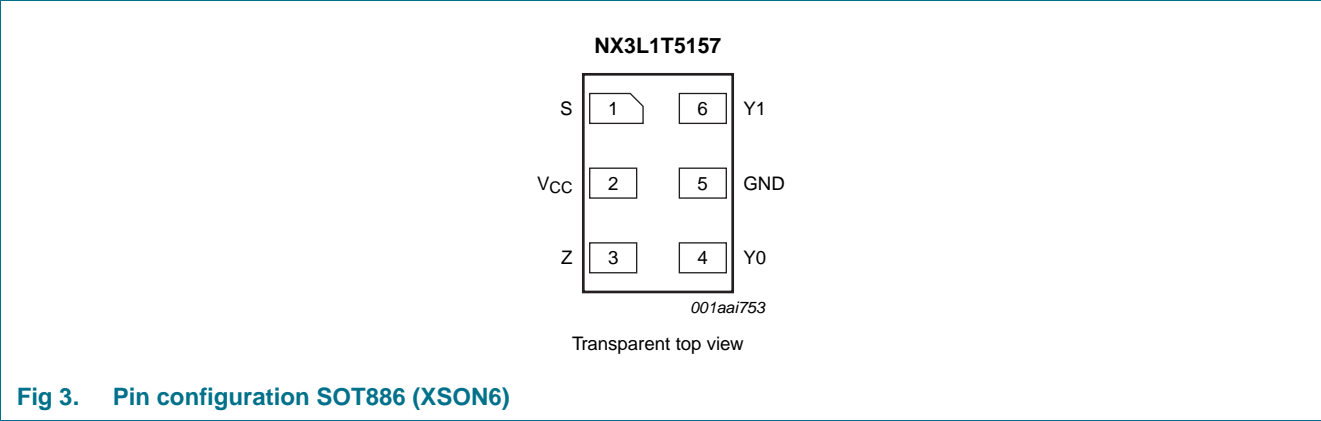 NX3L1T5157
S 1 6 Y1
VCC 2 5 GND
Z 3 4 Y0
001aai753
Transparent top view
Fig 3. Pin configuration SOT886 (XSON6)